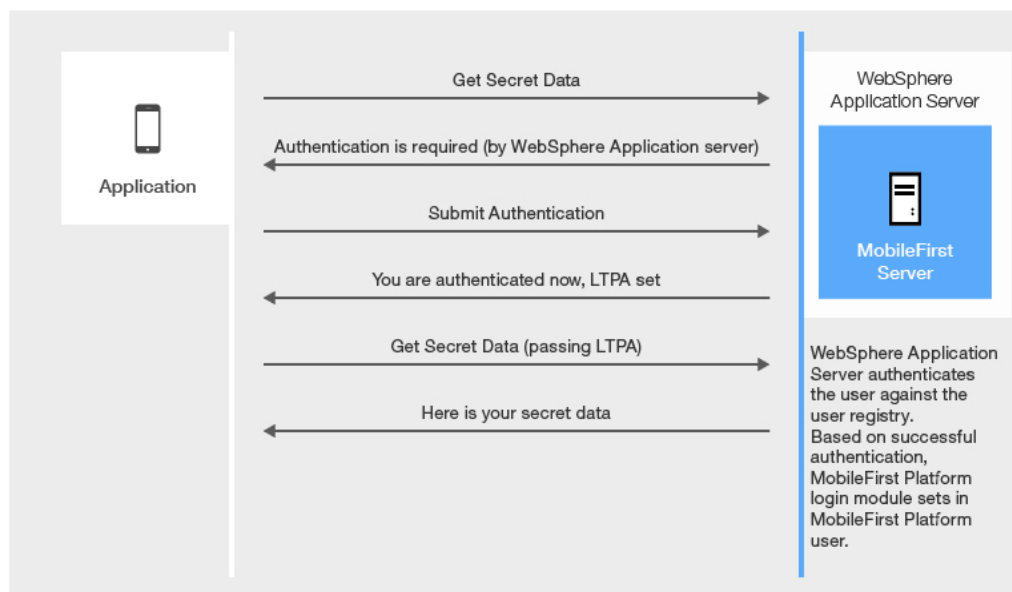 Get Secret Data
Authentication is required (by WebSphere Application server)
Submit Authentication
You are authenticated now, LTPA set
Get Secret Data (passing LTPA)
Here is your secret data
Application
WebSphere
Application Server
MobileFirst
Server
WebSphere Application
Server authenticates
the user against the
user registry.
Based on successful
authentication,
MobileFirst Platform
login module sets in
MobileFirst Platform
user.